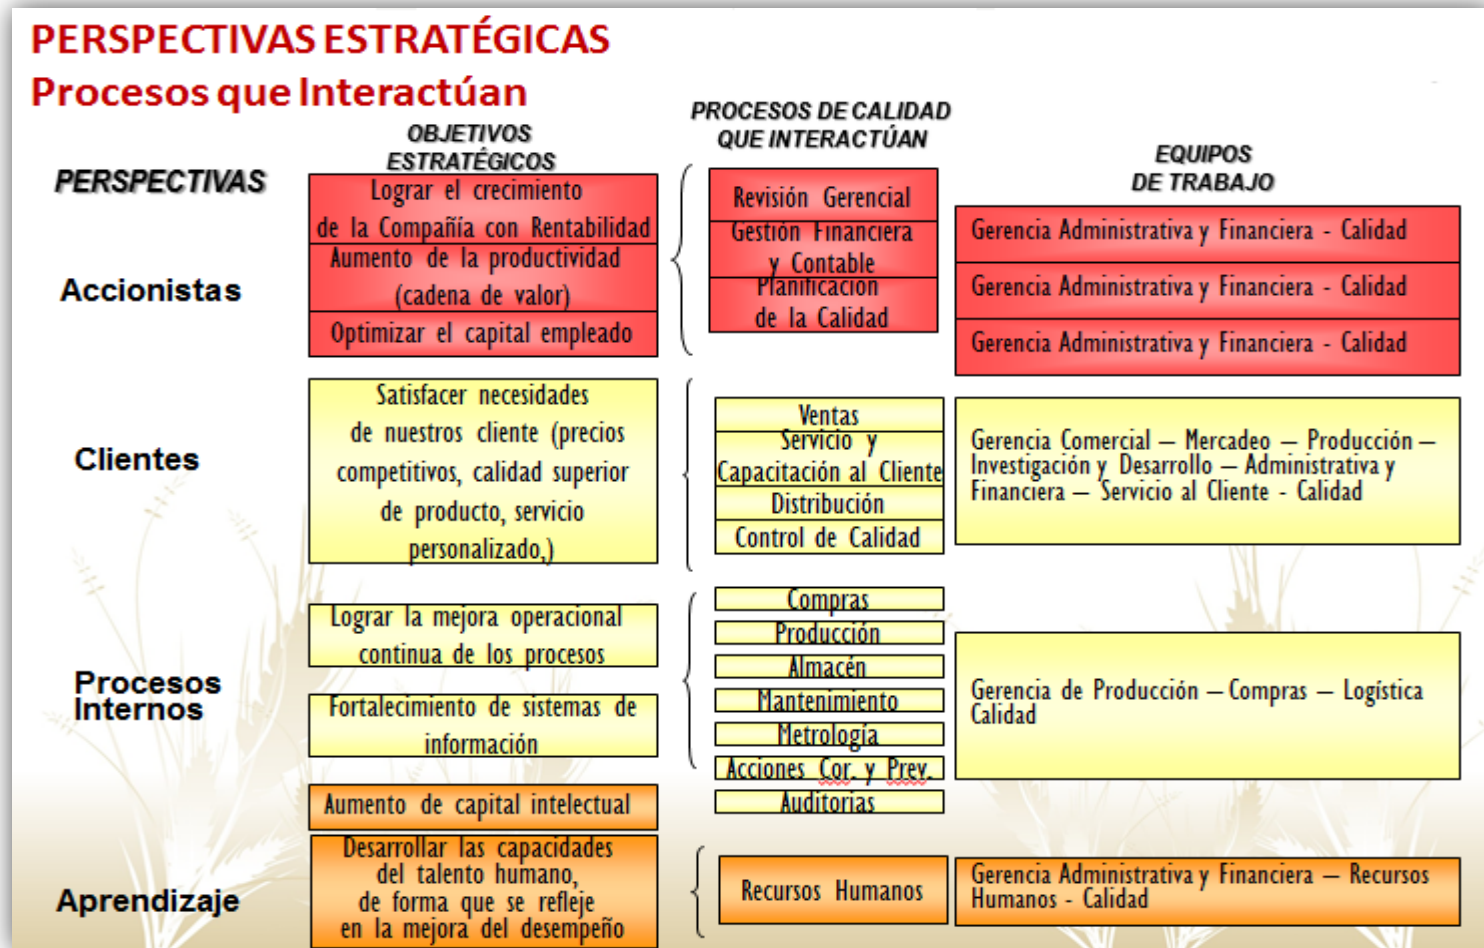 PERSPECTIVAS ESTRATÉGICAS
Procesos que Interactúan
PERSPECTIVAS
OBJETIVOS
ESTRATÉGICOS
PROCESOS DE CALIDAD
QUE INTERACTÚAN
EQUIPOS
DE TRABAJO
Accionistas
Lograr el crecimiento
de la Compañía con Rentabilidad
Aumento de la productividad
(cadena de valor)
Optimizar el capital empleado
Revisión Gerencial
Gestión Financiera
y Contable
Planificación
de la Calidad
Gerencia Administrativa y Financiera - Calidad
Gerencia Administrativa y Financiera - Calidad
Gerencia Administrativa y Financiera - Calidad
Clientes
Satisfacer necesidades
de nuestros cliente (precios
competitivos, calidad superior
de producto, servicio
personalizado,)
Ventas
Servicio y
Capacitación al Cliente
Distribución
Control de Calidad
Gerencia Comercial – Mercadeo – Producción –
Investigación y Desarrollo – Administrativa y
Financiera – Servicio al Cliente - Calidad
Procesos
Internos
Lograr la mejora operacional
continua de los procesos
Fortalecimiento de sistemas de
información
Compras
Producción
Almacén
Mantenimiento
Metrología
Acciones Cor. y Prev.
Auditorias
Gerencia de Producción – Compras – Logística
Calidad
Aprendizaje
Aumento de capital intelectual
Desarrollar las capacidades
del talento humano,
de forma que se refleje
en la mejora del desempeño
Recursos Humanos
Gerencia Administrativa y Financiera – Recursos
Humanos - Calidad